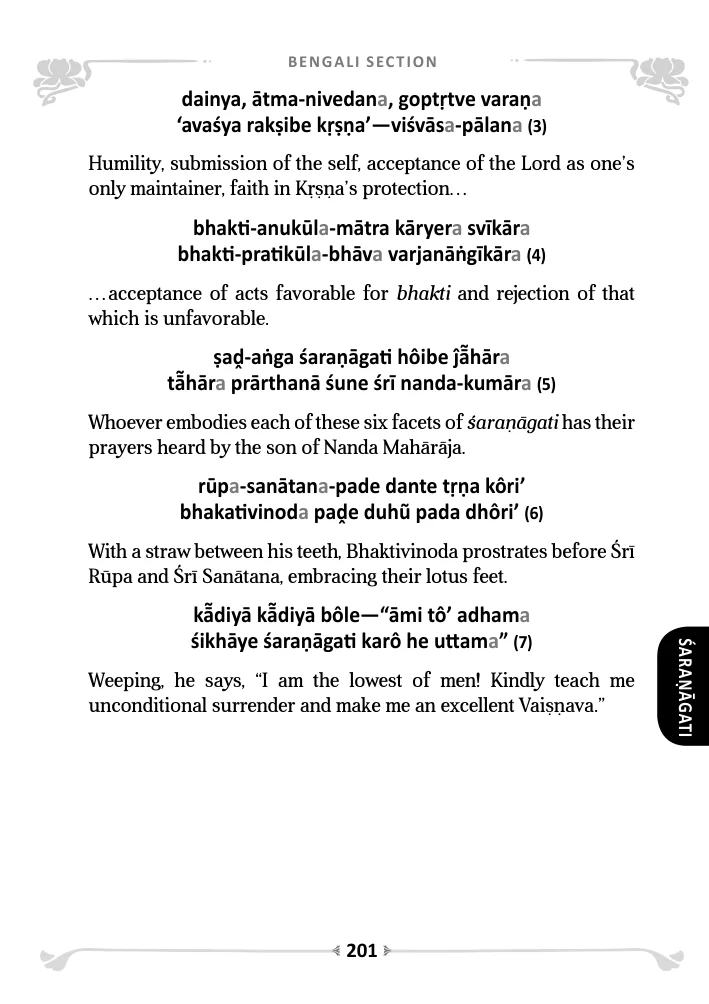 BENGALI SECTION
dainya, ātma-nivedana, goptṛtve varaṇa
‘avaśya rakṣibe kṛṣṇa’—viśvāsa-pālana (3)
Humility, submission of the self, acceptance of the Lord as one’s
only maintainer, faith in Kṛṣṇa’s protection…
bhakti-anukūla-mātra kāryera svīkāra
bhakti-pratikūla-bhāva varjanāṅgīkāra (4)
…acceptance of acts favorable for bhakti and rejection of that
which is unfavorable.
ṣaḓ-aṅga śaraṇāgati hôibe ĵā̐hāra
tā̐hāra prārthanā śune śrī nanda-kumāra (5)
Whoever embodies each of these six facets of śaraṇāgati has their
prayers heard by the son of Nanda Mahārāja.
rūpa-sanātana-pade dante tṛṇa kôri’
bhakativinoda paḓe duhũ pada dhôri’ (6)
With a straw between his teeth, Bhaktivinoda prostrates before Śrī
Rūpa and Śrī Sanātana, embracing their lotus feet.
kā̐diyā kā̐diyā bôle—“āmi tô’ adhama
śikhāye śaraṇāgati karô he uttama” (7)
Weeping, he says, “I am the lowest of men! Kindly teach me
unconditional surrender and make me an excellent Vaiṣṇava.”
ŚARAṆĀGATI
201